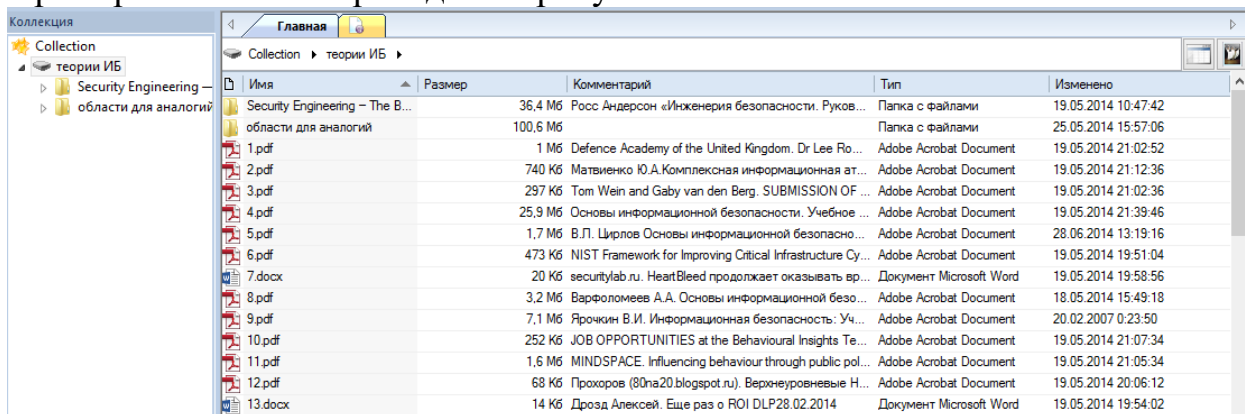 Коллекция
Главная
Collection
теории ИБ
Security Engineering —
области для аналогий
Collection ▸ теории ИБ ▸
Имя Размер Комментарий Тип Изменено
Security Engineering – The B... 36,4 Мб Росс Андерсон «Инженерия безопасности. Руков... Папка с файлами 19.05.2014 10:47:42
области для аналогий 100,6 Мб Папка с файлами 25.05.2014 15:57:06
1.pdf 1 Мб Defence Academy of the United Kingdom. Dr Lee Ro... Adobe Acrobat Document 19.05.2014 21:02:52
2.pdf 740 Кб Матвиенко Ю.А.Комплексная информационная ат... Adobe Acrobat Document 19.05.2014 21:12:36
3.pdf 297 Кб Tom Wein and Gaby van den Berg. SUBMISSION OF ... Adobe Acrobat Document 19.05.2014 21:02:36
4.pdf 25,9 Мб Основы информационной безопасности. Учебное ... Adobe Acrobat Document 19.05.2014 21:39:46
5.pdf 1,7 Мб В.Л. Цирлов Основы информационной безопасно... Adobe Acrobat Document 28.06.2014 13:19:16
6.pdf 473 Кб NIST Framework for Improving Critical Infrastructure Cy... Adobe Acrobat Document 19.05.2014 19:51:04
7.docx 20 Кб securitylab.ru. HeartBleed продолжает оказывать вр... Документ Microsoft Word 19.05.2014 19:58:56
8.pdf 3,2 Мб Варфоломеев А.А. Основы информационной безо... Adobe Acrobat Document 18.05.2014 15:49:18
9.pdf 7,1 Мб Ярочкин В.И. Информационная безопасность: Уч... Adobe Acrobat Document 20.02.2007 0:23:50
10.pdf 252 Кб JOB OPPORTUNITIES at the Behavioural Insights Te... Adobe Acrobat Document 19.05.2014 21:07:34
11.pdf 1,6 Мб MINDSPACE. Influencing behaviour through public pol... Adobe Acrobat Document 19.05.2014 21:05:34
12.pdf 68 Кб Прохоров (80na20.blogspot.ru). Верхнеуровневые Н... Adobe Acrobat Document 19.05.2014 20:06:12
13.docx 14 Кб Дрозд Алексей. Еще раз о ROI DLP28.02.2014 Документ Microsoft Word 19.05.2014 19:54:02